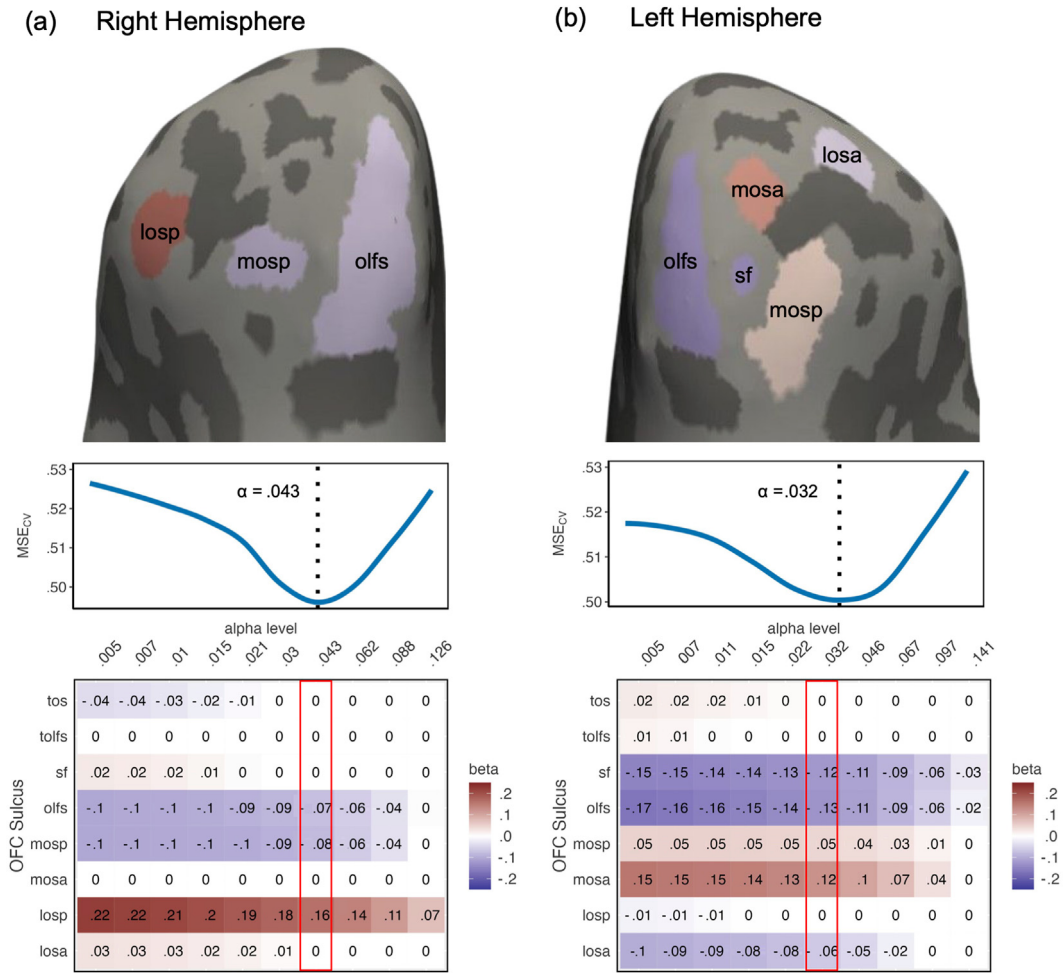 (a) Right Hemisphere
(b) Left Hemisphere
losp
mosp
olfs
losa
mosa
olfs
sf
mosp
.53
.52
.51
.50
MSECV
α = .043
alpha level
.005 .007 .01 .015 .021 .03 .043 .062 .088 .126
OFC Sulcus
tos -.04 -.04 -.03 -.02 -.01 0 0 0 0 0
tolfs 0 0 0 0 0 0 0 0 0 0
sf .02 .02 .02 .01 0 0 0 0 0 0
olfs -.1 -.1 -.1 -.1 -.09 -.09 -.07 -.06 -.04 0
mosp -.1 -.1 -.1 -.1 -.1 -.09 -.08 -.06 -.04 0
mosa 0 0 0 0 0 0 0 0 0 0
losp .22 .22 .21 .2 .19 .18 .16 .14 .11 .07
losa .03 .03 .03 .02 .02 .01 0 0 0 0
beta
.2
.1
.0
-.1
-.2
.53
.52
.51
.50
MSECV
α = .032
alpha level
.005 .007 .011 .015 .022 .032 .046 .067 .097 .141
OFC Sulcus
tos .02 .02 .02 .01 0 0 0 0 0 0
tolfs .01 .01 0 0 0 0 0 0 0 0
sf -.15 -.15 -.14 -.14 -.13 -.12 -.11 -.09 -.06 -.03
olfs -.17 -.16 -.16 -.15 -.14 -.13 -.11 -.09 -.06 -.02
mosp .05 .05 .05 .05 .05 .05 .04 .03 .01 0
mosa .15 .15 .15 .14 .13 .12 .1 .07 .04 0
losp -.01 -.01 -.01 0 0 0 0 0 0 0
losa -.1 -.09 -.09 -.08 -.08 -.06 -.05 -.02 0 0
beta
.2
.1
.0
-.1
-.2